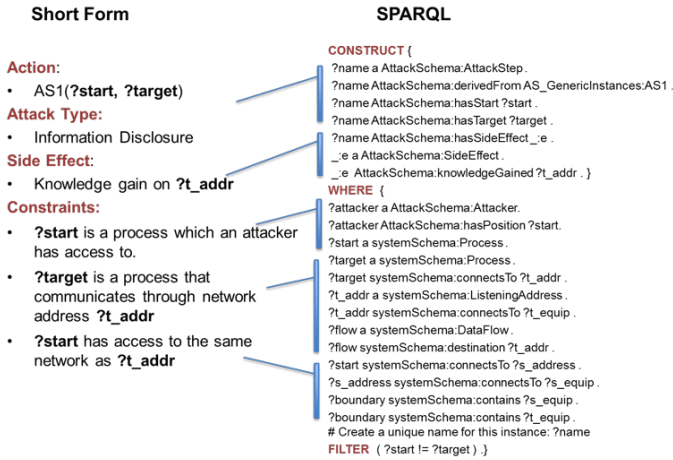 Short Form
Action:
• AS1(?start, ?target)
Attack Type:
• Information Disclosure
Side Effect:
• Knowledge gain on ?t_addr
Constraints:
• ?start is a process which an attacker
has access to.
• ?target is a process that
communicates through network
address ?t_addr
• ?start has access to the same
network as ?t_addr
SPARQL
CONSTRUCT {
?name a AttackSchema:AttackStep .
?name AttackSchema:derivedFrom AS_GenericInstances:AS1 .
?name AttackSchema:hasStart ?start .
?name AttackSchema:hasTarget ?target .
?name AttackSchema:hasSideEffect _:e .
_:e a AttackSchema:SideEffect .
_:e AttackSchema:knowledgeGained ?t_addr . }
WHERE {
?attacker a AttackSchema:Attacker.
?attacker AttackSchema:hasPosition ?start.
?start a systemSchema:Process .
?target a systemSchema:Process .
?target systemSchema:connectsTo ?t_addr .
?t_addr a systemSchema:ListeningAddress .
?t_addr systemSchema:connectsTo ?t_equip .
?flow a systemSchema:DataFlow .
?flow systemSchema:destination ?t_addr .
?start systemSchema:connectsTo ?s_address .
?s_address systemSchema:connectsTo ?s_equip .
?boundary systemSchema:contains ?s_equip .
?boundary systemSchema:contains ?t_equip .
# Create a unique name for this instance: ?name
FILTER ( ?start != ?target ) .}